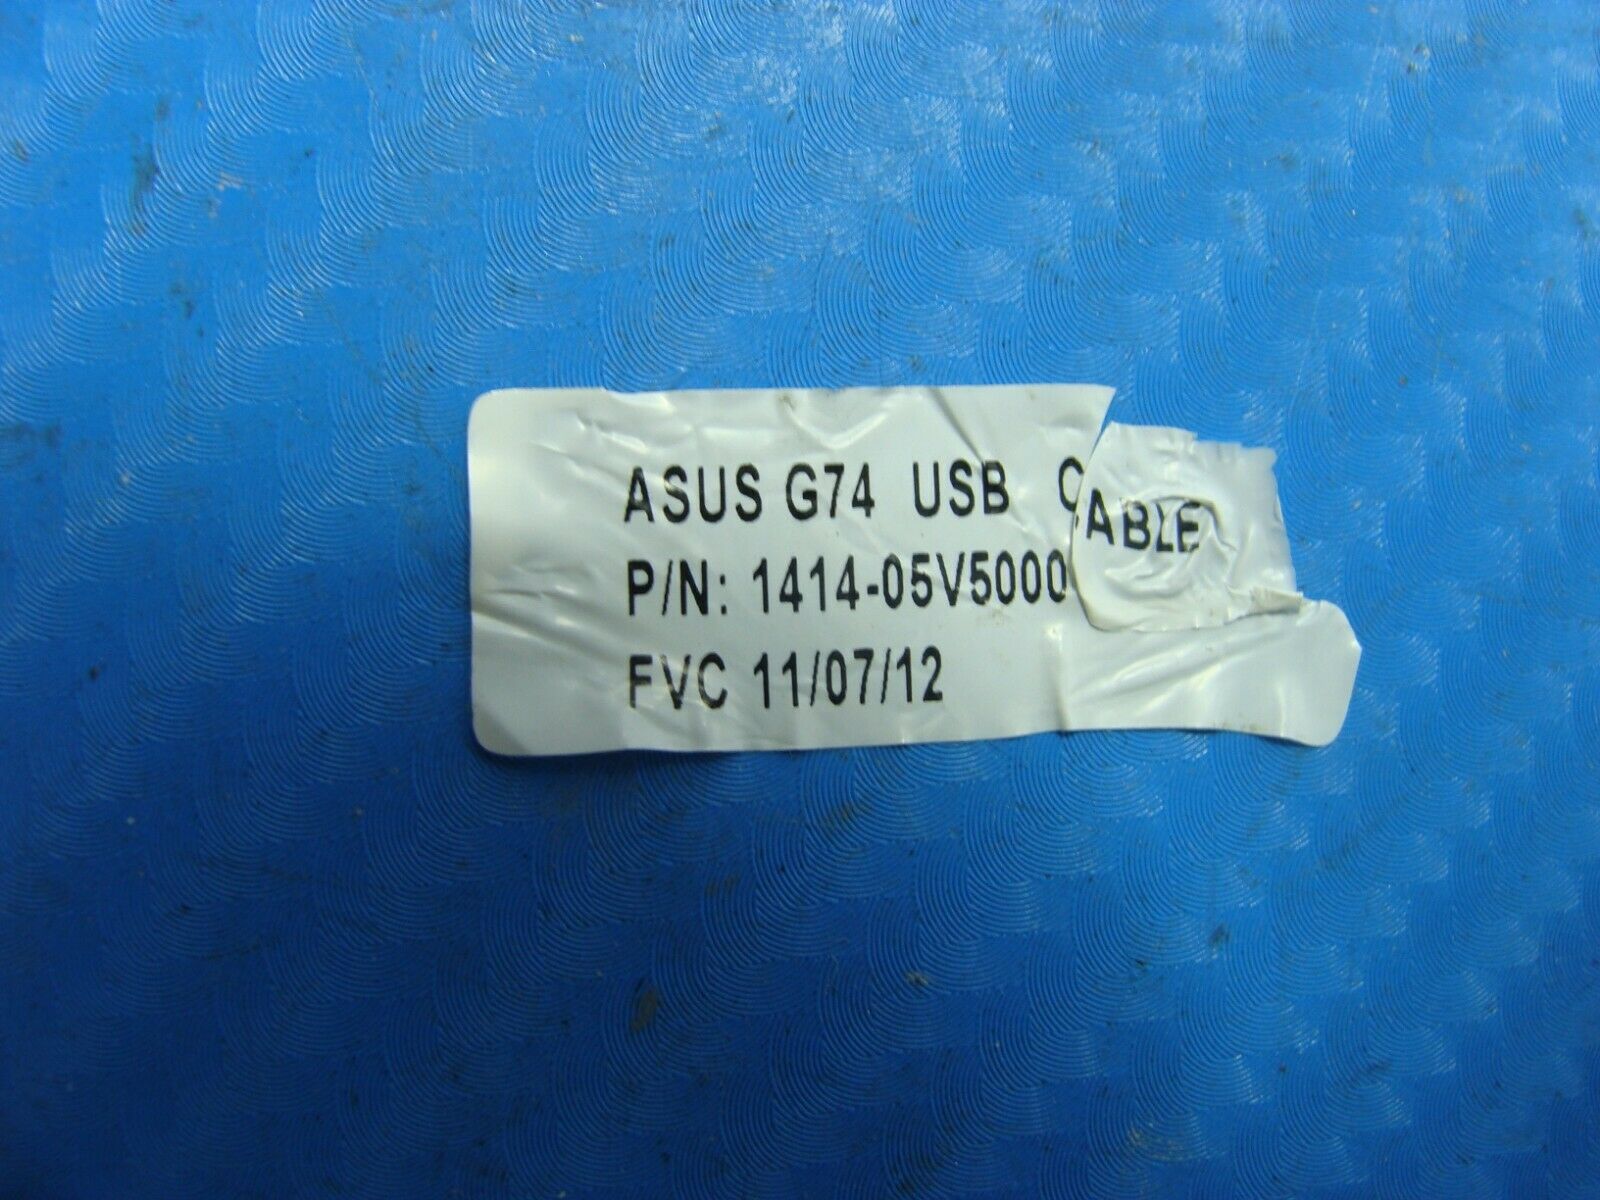 ASUS G74 USB CABLE
P/N: 1414-05V5000
FVC 11/07/12